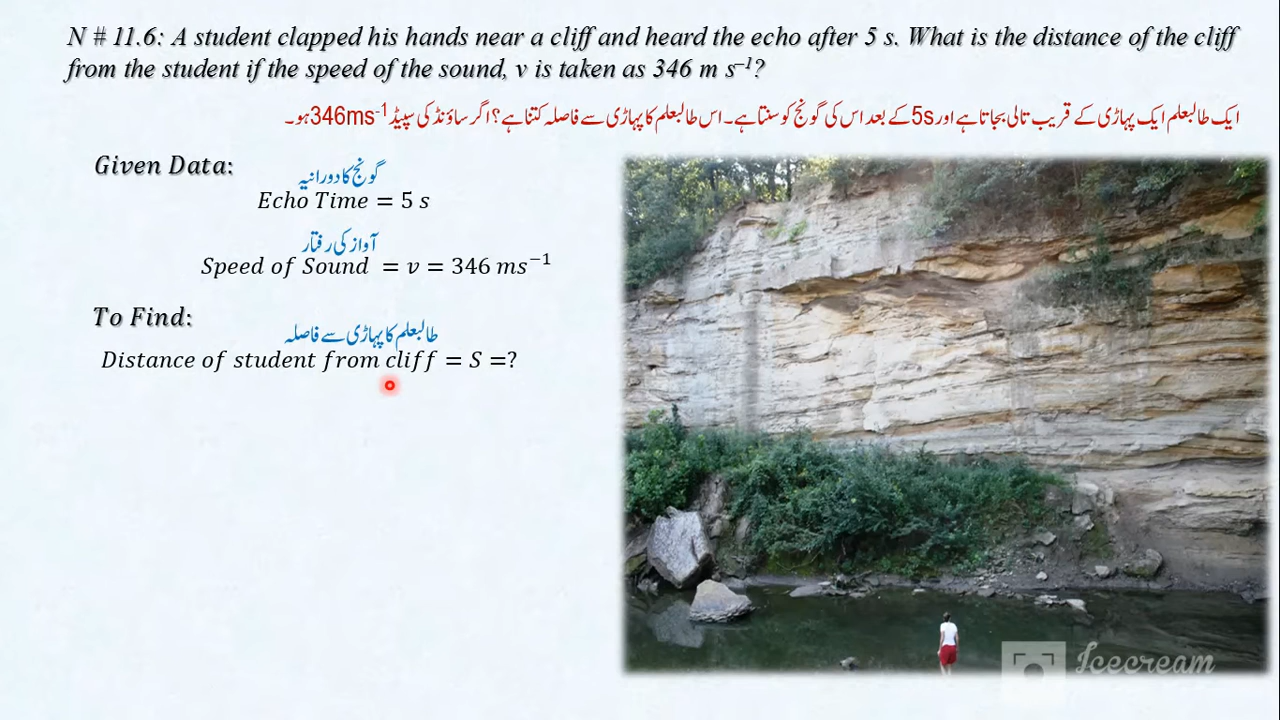 N # 11.6: A student clapped his hands near a cliff and heard the echo after 5 s. What is the distance of the cliff
from the student if the speed of the sound, v is taken as 346 m s⁻¹?
ایک طالبعلم ایک پہاڑی کے قریب تالی بجاتا ہے اور 5s کے بعد اس کی گونج کو سنتا ہے۔ اس طالبعلم کا پہاڑی سے فاصلہ کتنا ہے؟ اگر ساؤنڈ کی سپیڈ 346ms⁻¹ ہو۔
Given Data:
گونج کا دورانیہ
Echo Time = 5 s
آواز کی رفتار
Speed of Sound = v = 346 ms⁻¹
To Find:
طالبعلم کا پہاڑی سے فاصلہ
Distance of student from cliff = S =?
Icecream